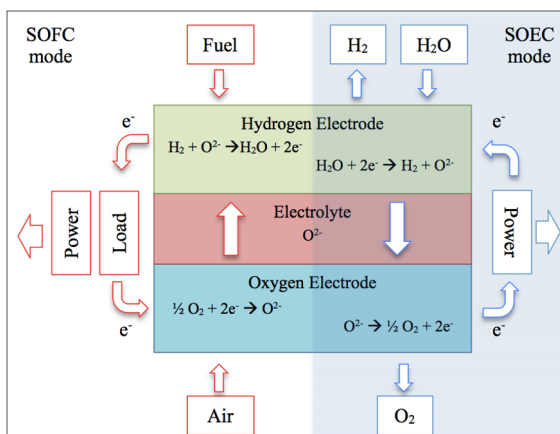 SOFC
mode
Fuel
H₂
H₂O
SOEC
mode
e⁻
e⁻
Hydrogen Electrode
H₂ + O²⁻ →H₂O + 2e⁻
H₂O + 2e⁻ → H₂ + O²⁻
Power
Load
Electrolyte
O²⁻
Power
Oxygen Electrode
½ O₂ + 2e⁻→ O²⁻
O²⁻ → ½ O₂ + 2e⁻
e⁻
e⁻
Air
O₂